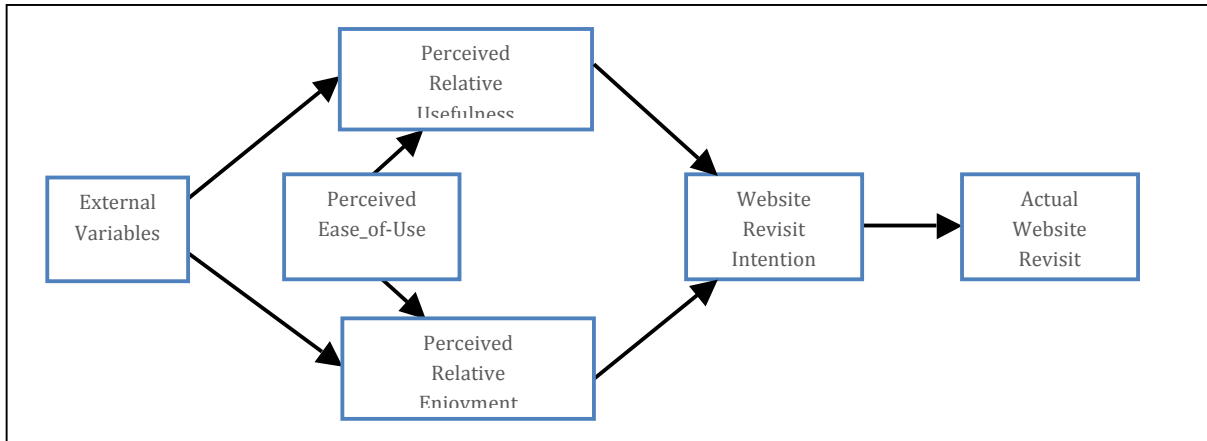 Perceived
Relative
Usefulness
External
Variables
Perceived
Ease_of-Use
Website
Revisit
Intention
Actual
Website
Revisit
Perceived
Relative
Enjoyment